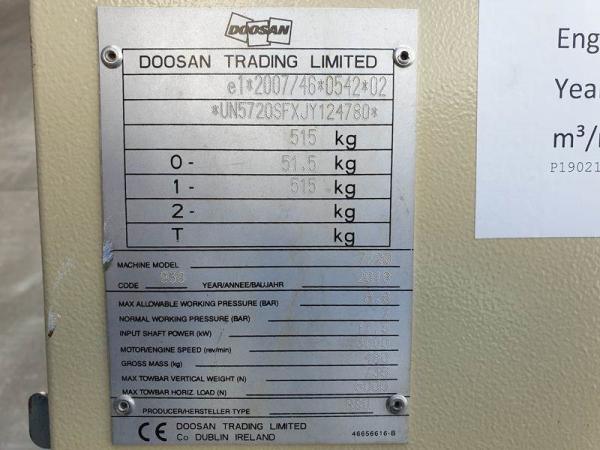 DOOSAN
DOOSAN TRADING LIMITED
e1*2007/46*0542*02
*UN5720SFXJY124780*
515 kg
0- 51.5 kg
1- 515 kg
2- kg
T kg
MACHINE MODEL 7/20
CODE YEAR/ANNEE/BAUJAHR
MAX ALLOWABLE WORKING PRESSURE (BAR)
NORMAL WORKING PRESSURE (BAR) 7
INPUT SHAFT POWER (kW)
MOTOR/ENGINE SPEED (rev/min)
GROSS MASS (kg)
MAX TOWBAR VERTICAL WEIGHT (N)
MAX TOWBAR HORIZ LOAD (N)
PRODUCER/HERSTELLER TYPE
CE DOOSAN TRADING LIMITED
Co DUBLIN IRELAND
46656616-B
Eng
Year
m³/
P19021